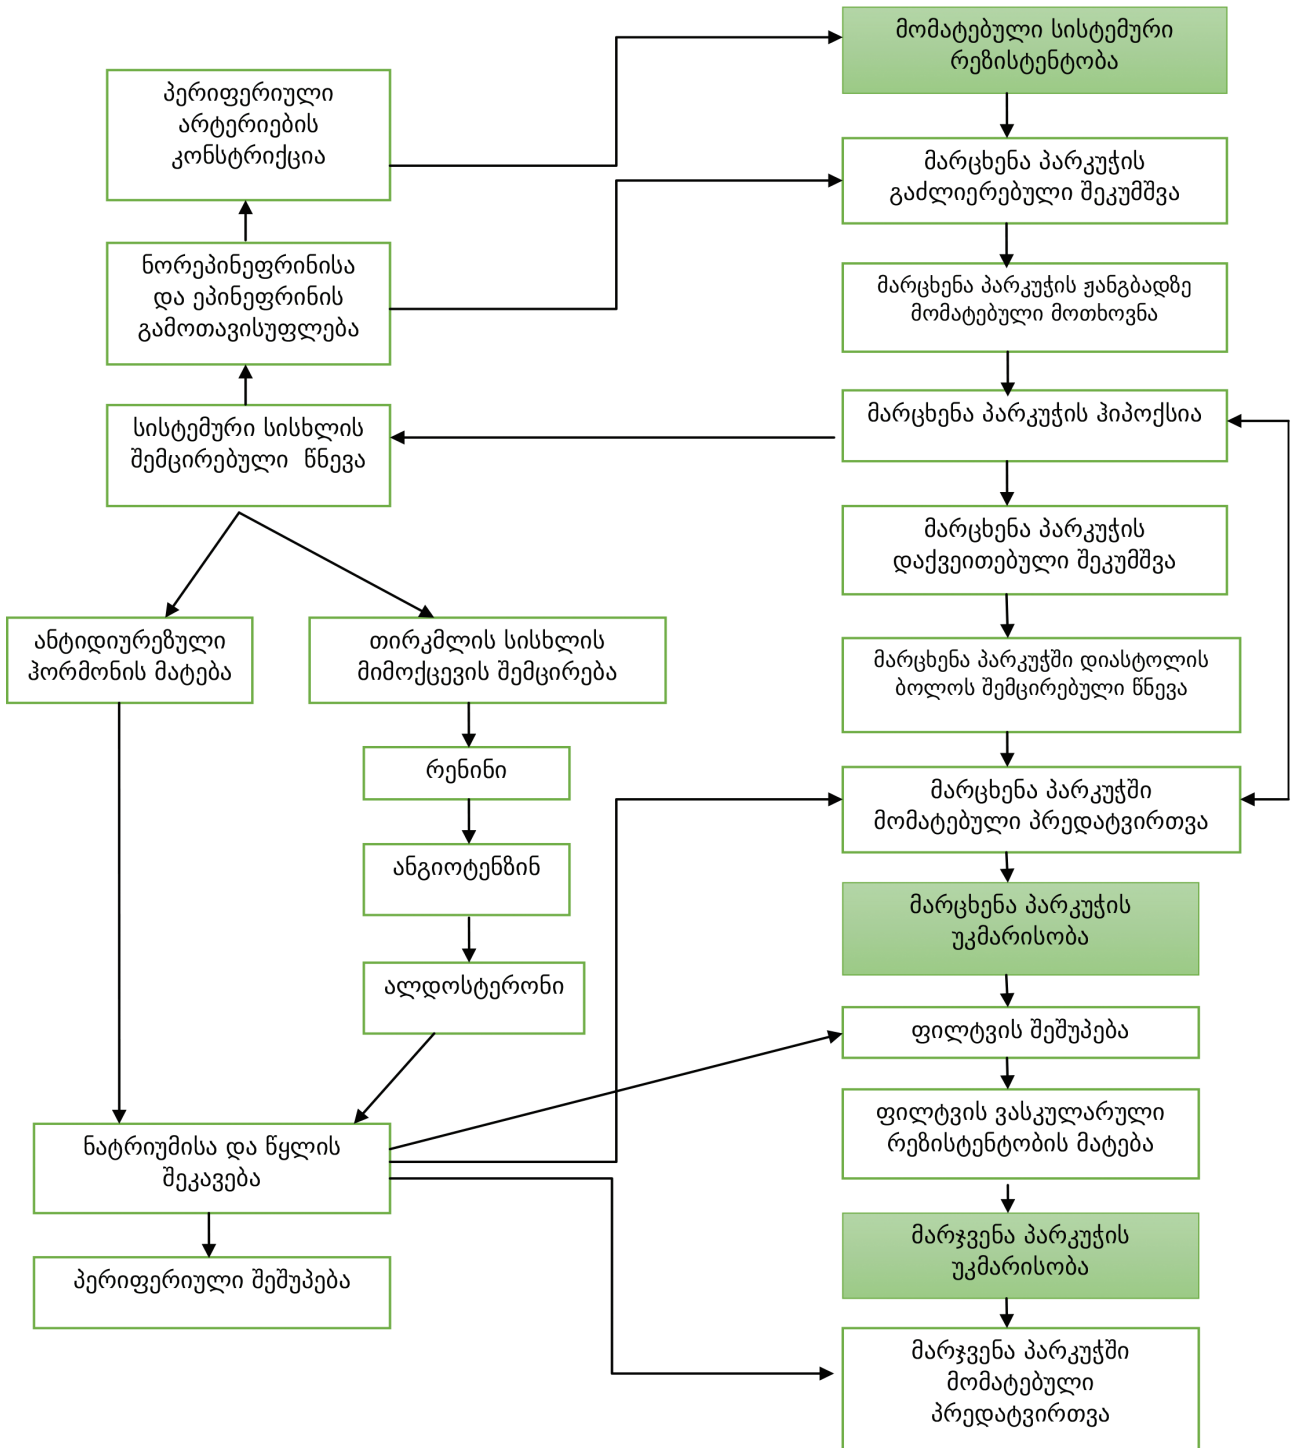 მომატებული სისტემური
რეზისტენტობა
პერიფერიული
არტერიების
კონსტრიქცია
მარცხენა პარკუჭის
გაძლიერებული შეკუმშვა
ნორეპინეფრინისა
და ეპინეფრინის
გამოთავისუფლება
მარცხენა პარკუჭის ჟანგბადზე
მომატებული მოთხოვნა
სისტემური სისხლის
შემცირებული წნევა
მარცხენა პარკუჭის ჰიპოქსია
მარცხენა პარკუჭის
დაქვეითებული შეკუმშვა
ანტიდიურეზული
ჰორმონის მატება
თირკმლის სისხლის
მიმოქცევის შემცირება
მარცხენა პარკუჭში დიასტოლის
ბოლოს შემცირებული წნევა
რენინი
მარცხენა პარკუჭში
მომატებული პრედატვირთვა
ანგიოტენზინ
მარცხენა პარკუჭის
უკმარისობა
ალდოსტერონი
ფილტვის შეშუპება
ფილტვის ვასკულარული
რეზისტენტობის მატება
ნატრიუმისა და წყლის
შეკავება
მარჯვენა პარკუჭის
უკმარისობა
პერიფერიული შეშუპება
მარჯვენა პარკუჭში
მომატებული
პრედატვირთვა